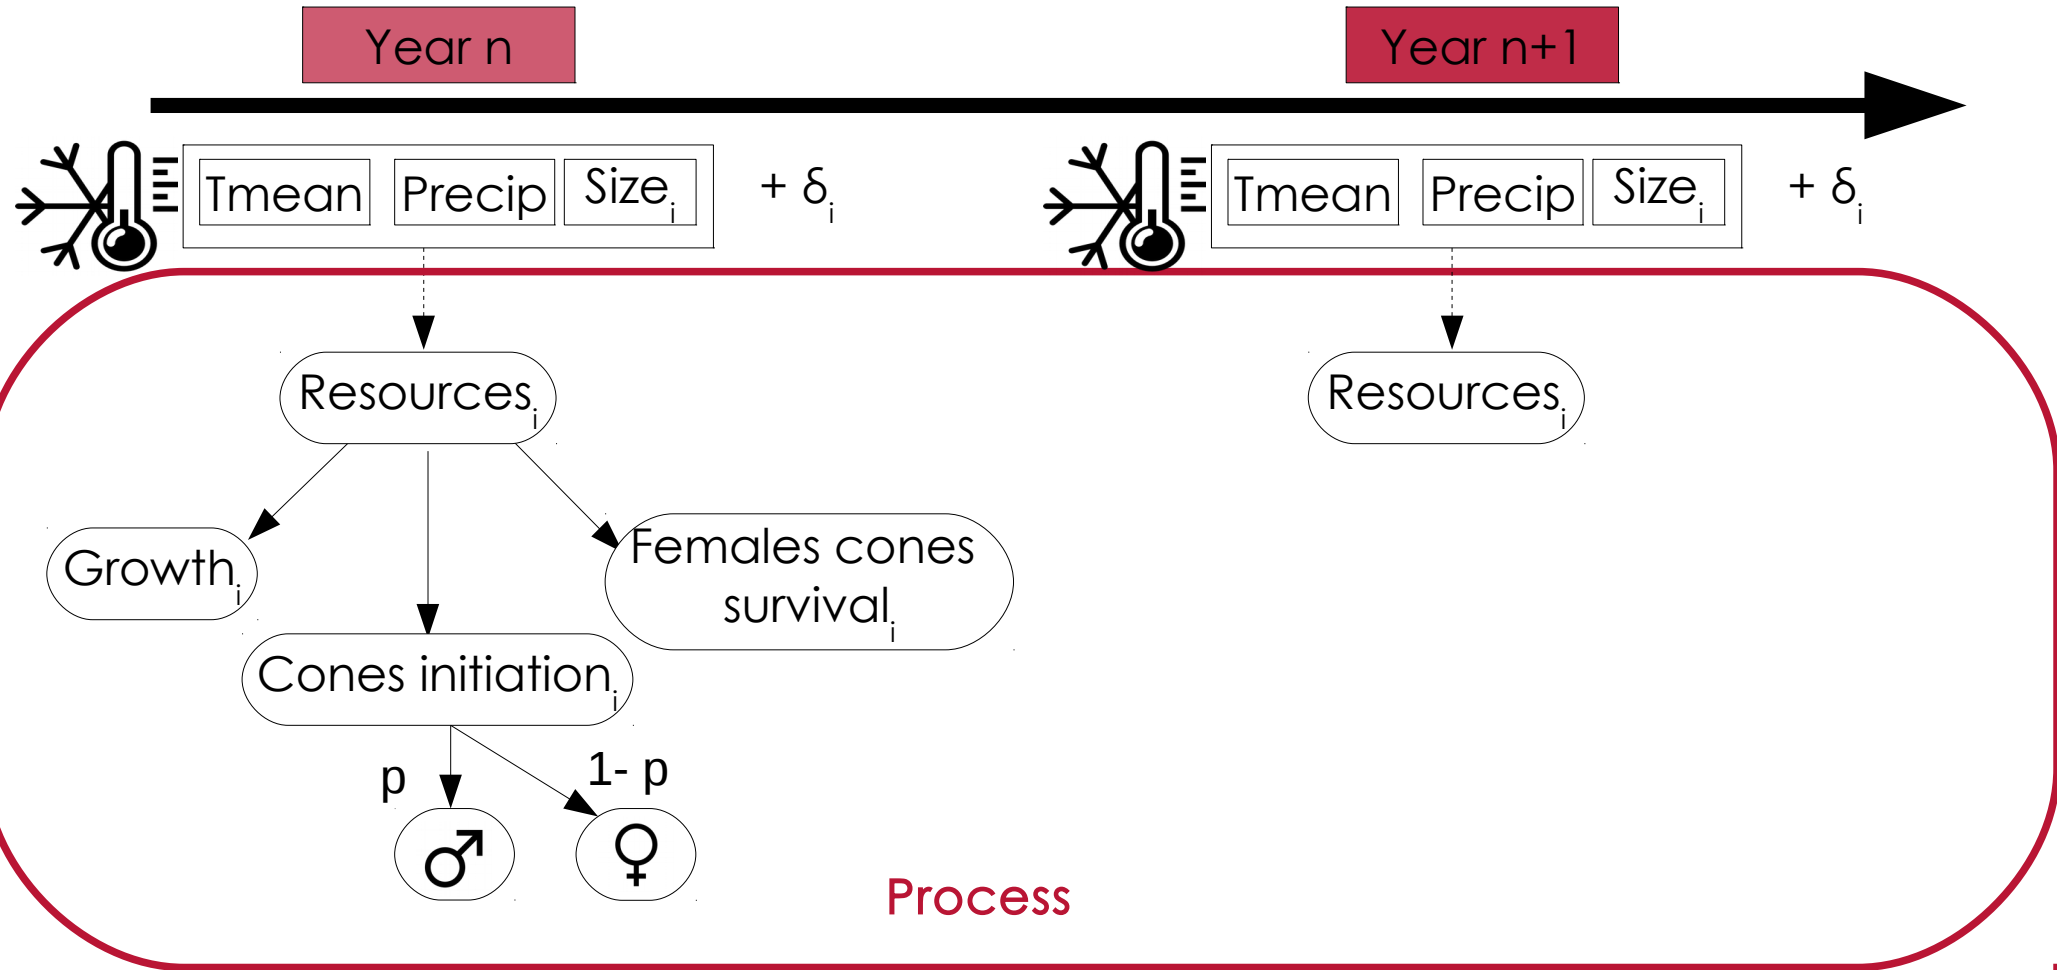 Year n
Year n+1
Tmean Precip Sizeᵢ + δᵢ
Tmean Precip Sizeᵢ + δᵢ
Resourcesᵢ
Resourcesᵢ
Growthᵢ
Females cones
survivalᵢ
Cones initiationᵢ
p
1- p
♂
♀
Process